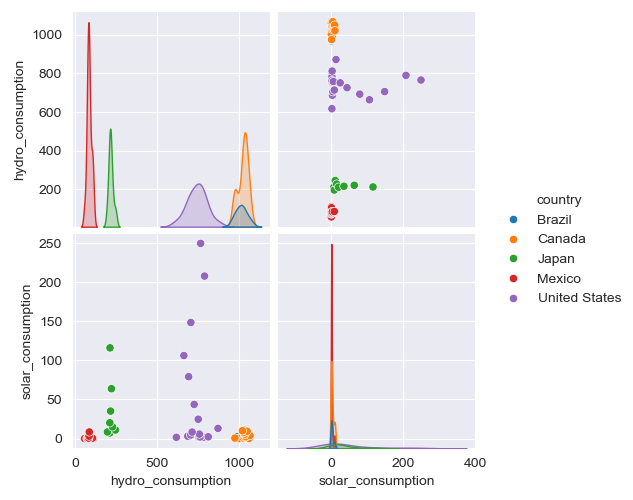 1000
800
600
400
200
hydro_consumption
country
Brazil
Canada
Japan
Mexico
United States
250
200
150
100
50
0
solar_consumption
0 500 1000
hydro_consumption
0 200 400
solar_consumption